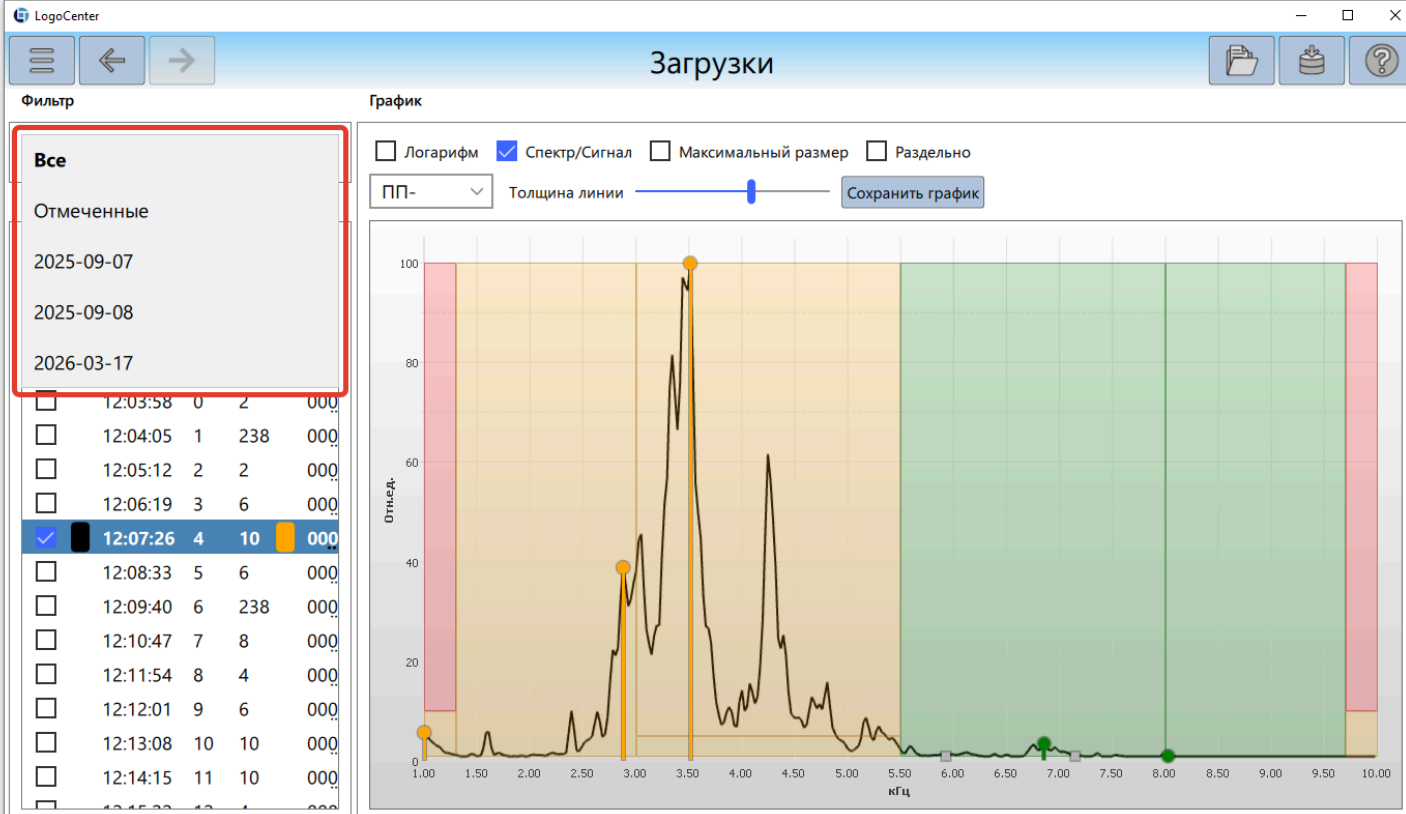 LogoCenter
Загрузки
Фильтр
График
Все
Отмеченные
2025-09-07
2025-09-08
2026-03-17
Логарифм Спектр/Сигнал Максимальный размер Раздельно
ПП- Толщина линии Сохранить график
12:03:58 0 2 000
12:04:05 1 238 000
12:05:12 2 2 000
12:06:19 3 6 000
12:07:26 4 10 000
12:08:33 5 6 000
12:09:40 6 238 000
12:10:47 7 8 000
12:11:54 8 4 000
12:12:01 9 6 000
12:13:08 10 10 000
12:14:15 11 10 000
Отн.ед.
100
80
60
40
20
0
1.00 1.50 2.00 2.50 3.00 3.50 4.00 4.50 5.00 5.50 6.00 6.50 7.00 7.50 8.00 8.50 9.00 9.50 10.00
кГц